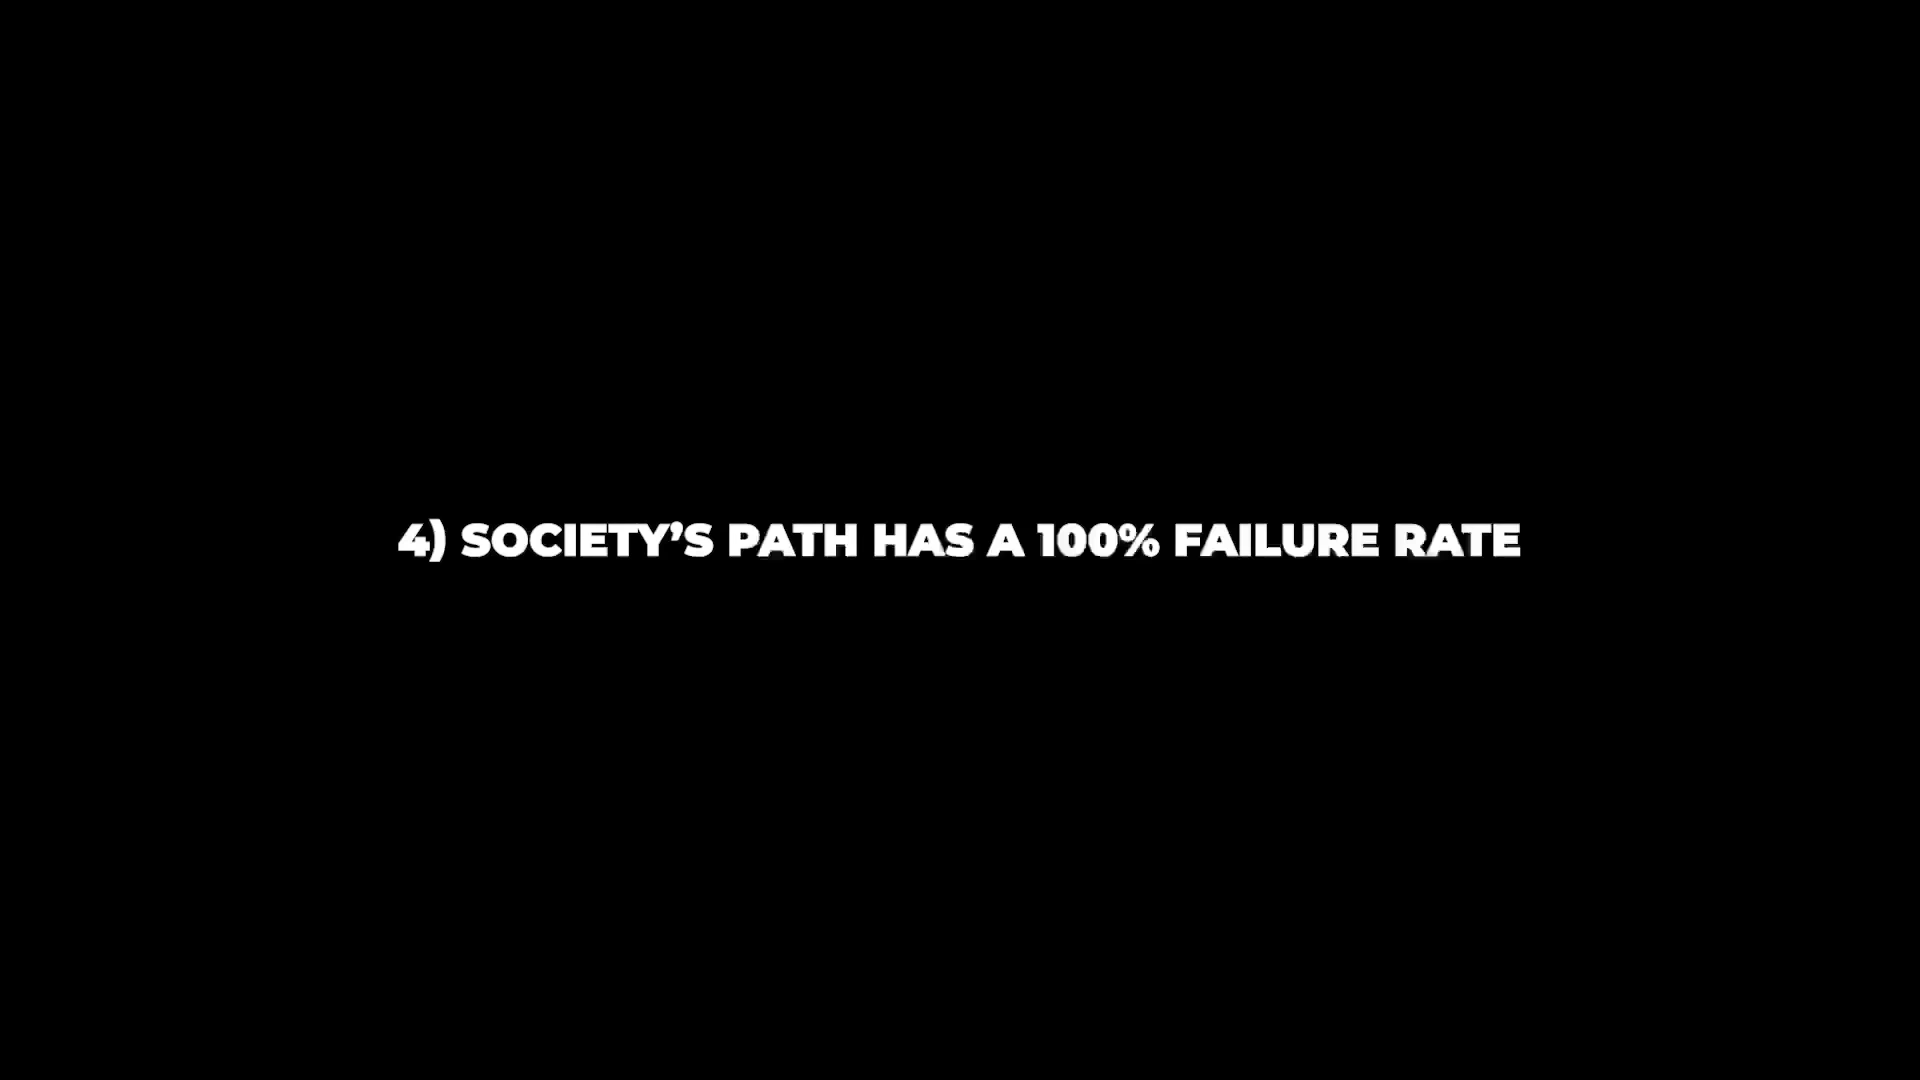 4) SOCIETY’S PATH HAS A 100% FAILURE RATE